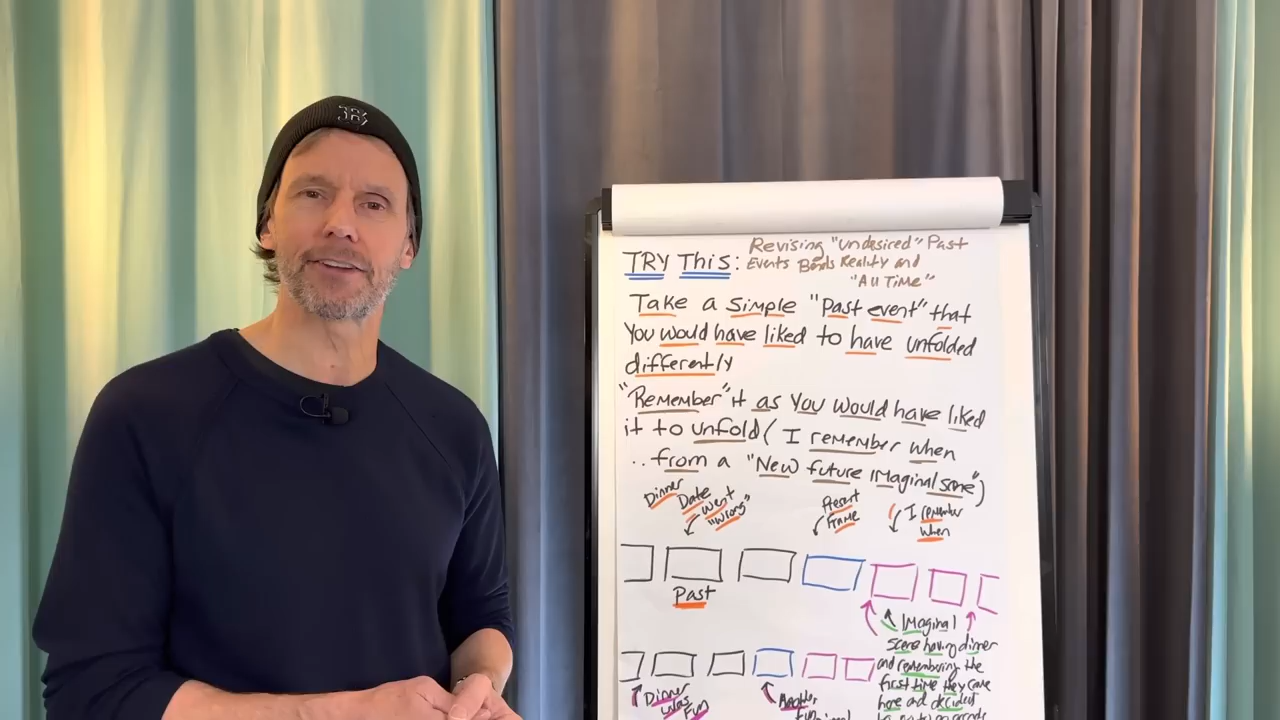 TRY This:
Revising "undesired" Past
Events Bends Reality and
"All Time"
Take a simple "Past event" that
You would have liked to have unfolded
differently
"Remember" it as You would have liked
it to unfold ( I remember when
.. from a "New future Imaginal scene")
Dinner
Date
went
"wrong"
Present
Frame
I remember
when
Past
Imaginal
scene having dinner
and remembering the
first time they came
here and decided
Dinner
was
Fun